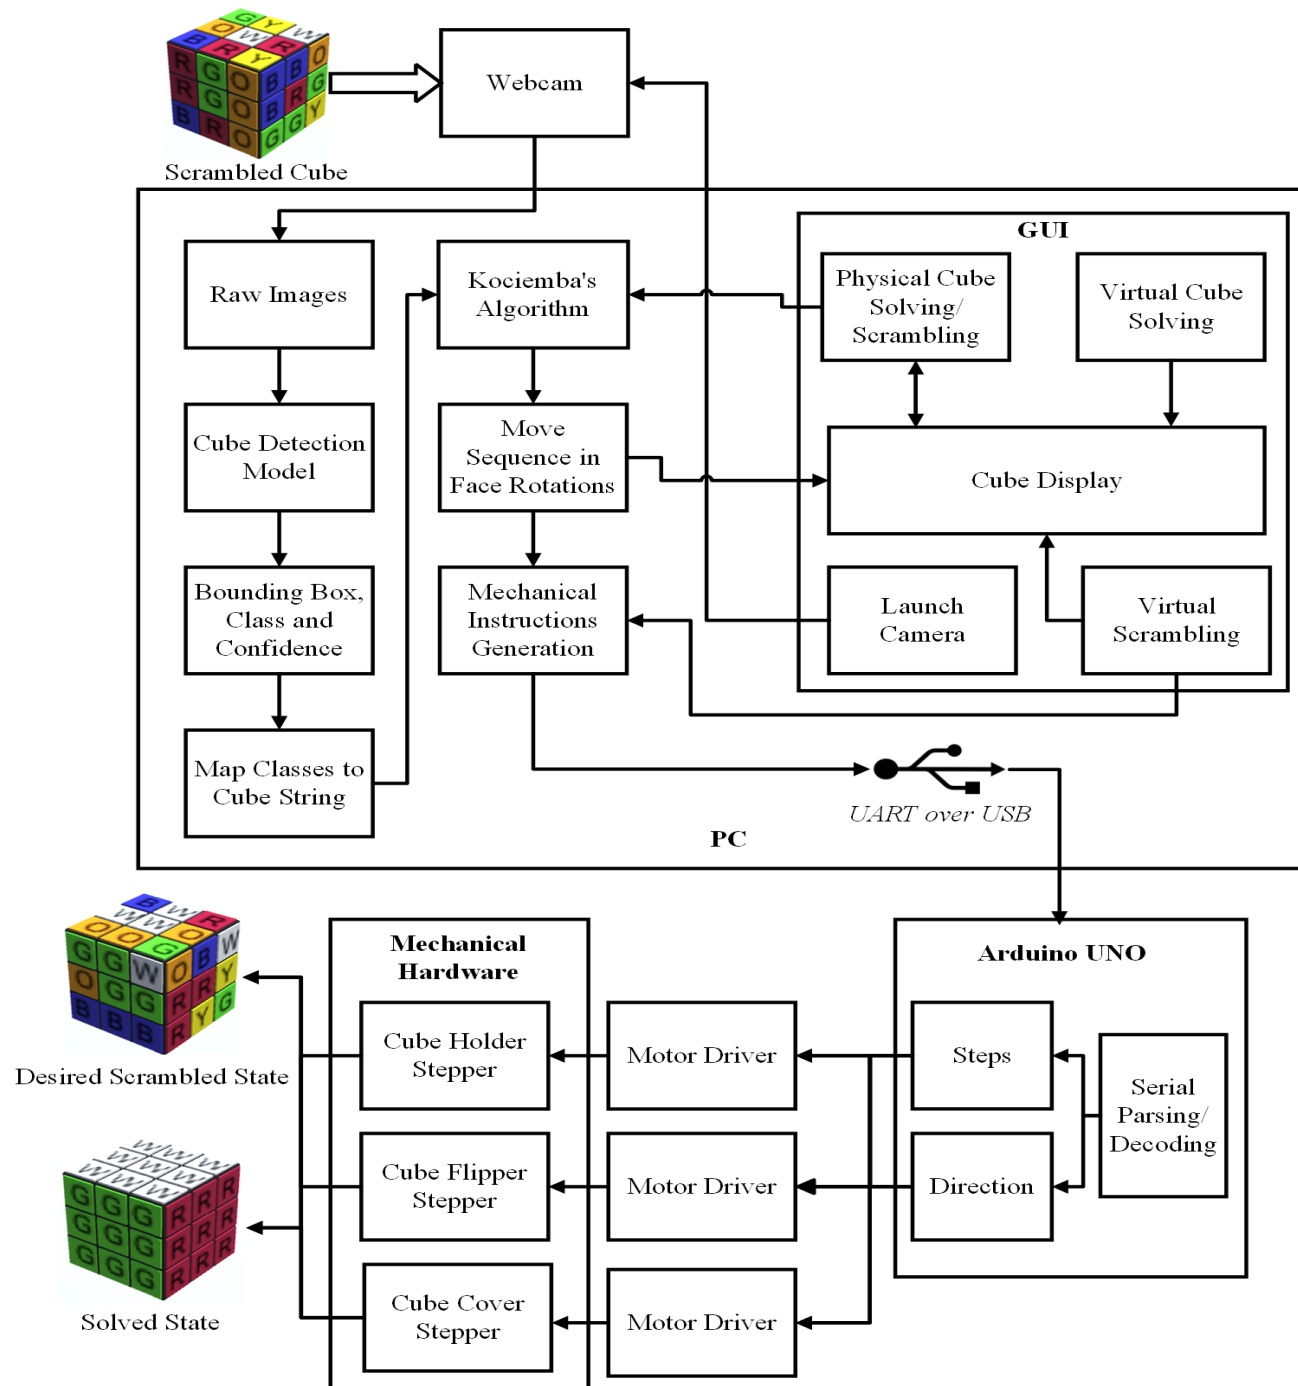 G Y
O W W
B R R
Y
R G O B B O
R G O B R G
B R O G G Y
Scrambled Cube
Webcam
GUI
Raw Images
Kociemba's
Algorithm
Physical Cube
Solving/
Scrambling
Virtual Cube
Solving
Cube Detection
Model
Move
Sequence in
Face Rotations
Cube Display
Bounding Box,
Class and
Confidence
Mechanical
Instructions
Generation
Launch
Camera
Virtual
Scrambling
Map Classes to
Cube String
UART over USB
PC
B W R
W W O
O O G
G G W O B W
O G G R R Y
B B B R Y G
Desired Scrambled State
Mechanical
Hardware
Arduino UNO
Cube Holder
Stepper
Motor Driver
Steps
Serial
Parsing/
Decoding
W W W
W W W
W W W
G G G R R R
G G G R R R
G G G R R R
Solved State
Cube Flipper
Stepper
Motor Driver
Direction
Cube Cover
Stepper
Motor Driver